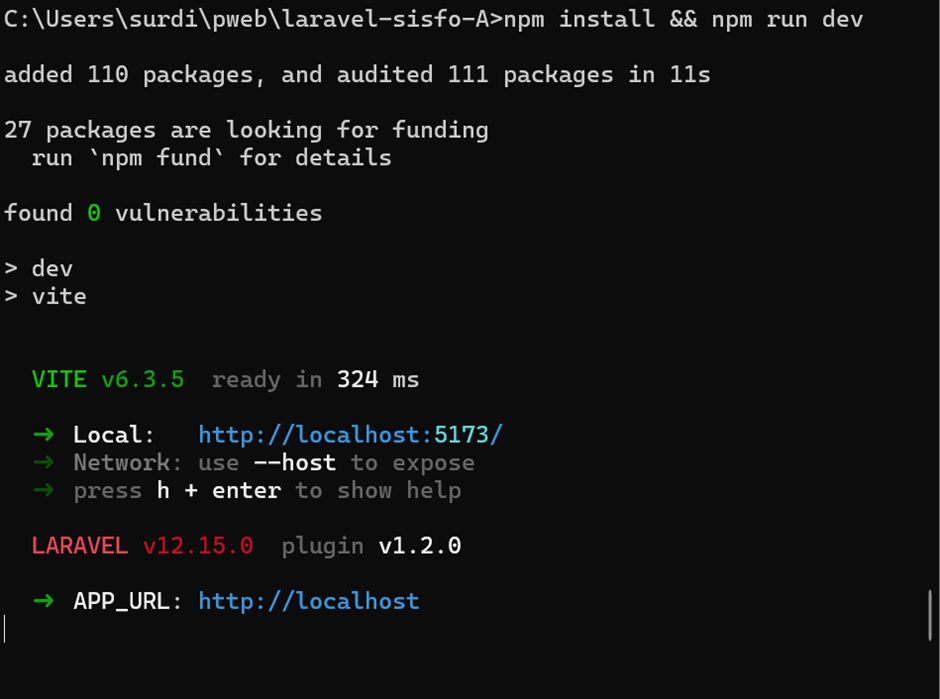 C:\Users\surdi\pweb\laravel-sisfo-A>npm install && npm run dev
added 110 packages, and audited 111 packages in 11s
27 packages are looking for funding
  run `npm fund` for details
found 0 vulnerabilities
> dev
> vite
  VITE v6.3.5  ready in 324 ms
  ➜ Local:   http://localhost:5173/
  ➜ Network: use --host to expose
  ➜ press h + enter to show help
  LARAVEL v12.15.0  plugin v1.2.0
  ➜ APP_URL: http://localhost